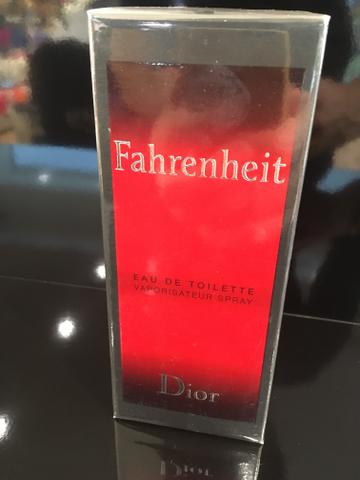 Fahrenheit
EAU DE TOILETTE
VAPORISATEUR SPRAY
Dior